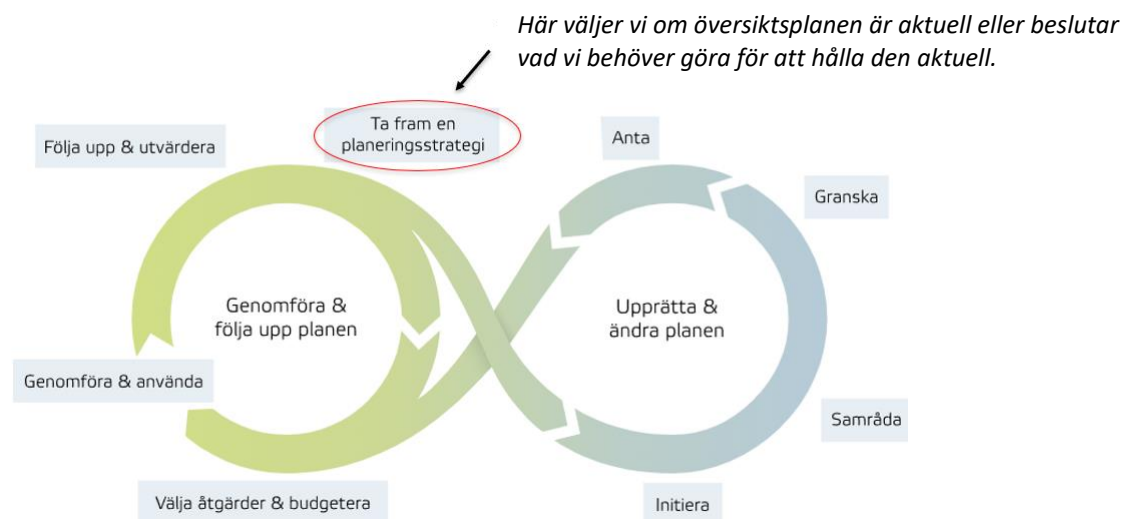 Här väljer vi om översiktsplanen är aktuell eller beslutar
vad vi behöver göra för att hålla den aktuell.
Ta fram en
planeringsstrategi
Följa upp & utvärdera
Anta
Granska
Genomföra &
följa upp planen
Upprätta &
ändra planen
Genomföra & använda
Samråda
Välja åtgärder & budgetera
Initiera